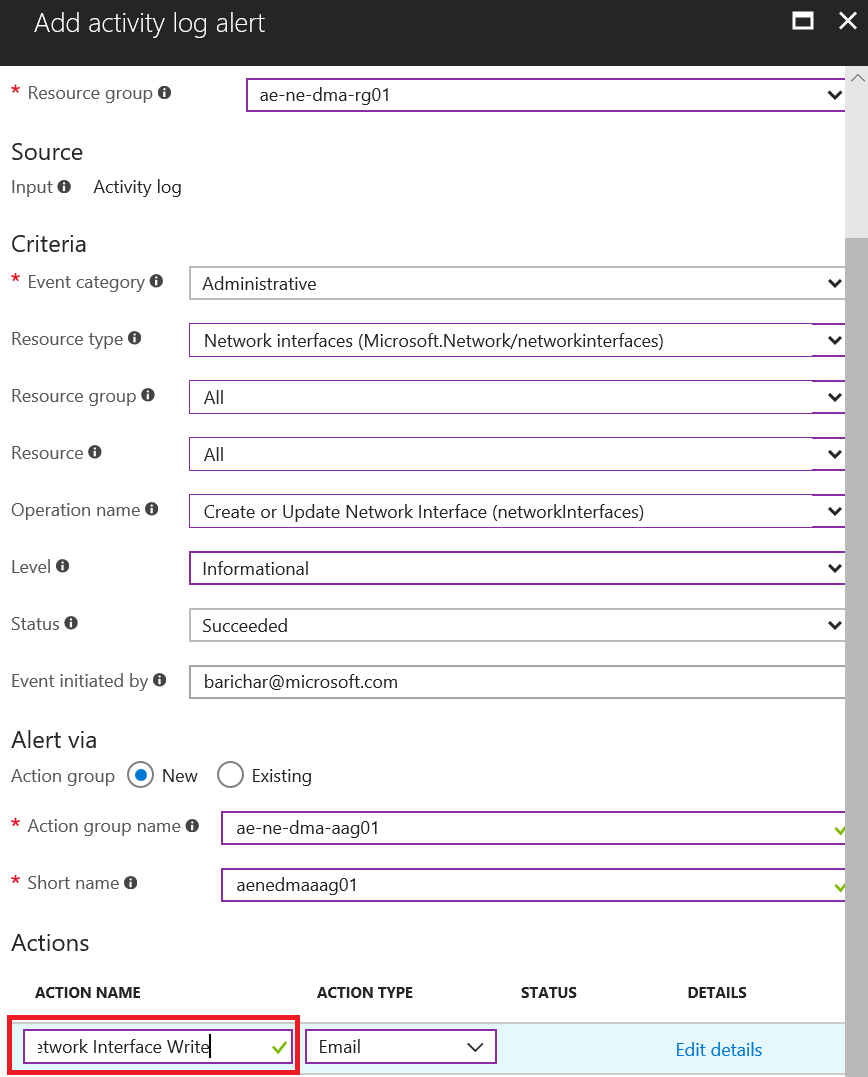 Add activity log alert
* Resource group ae-ne-dma-rg01
Source
Input Activity log
Criteria
* Event category Administrative
Resource type Network interfaces (Microsoft.Network/networkinterfaces)
Resource group All
Resource All
Operation name Create or Update Network Interface (networkInterfaces)
Level Informational
Status Succeeded
Event initiated by barichar@microsoft.com
Alert via
Action group New Existing
* Action group name ae-ne-dma-aag01
* Short name aenedmaaag01
Actions
ACTION NAME ACTION TYPE STATUS DETAILS
etwork Interface Write Email Edit details